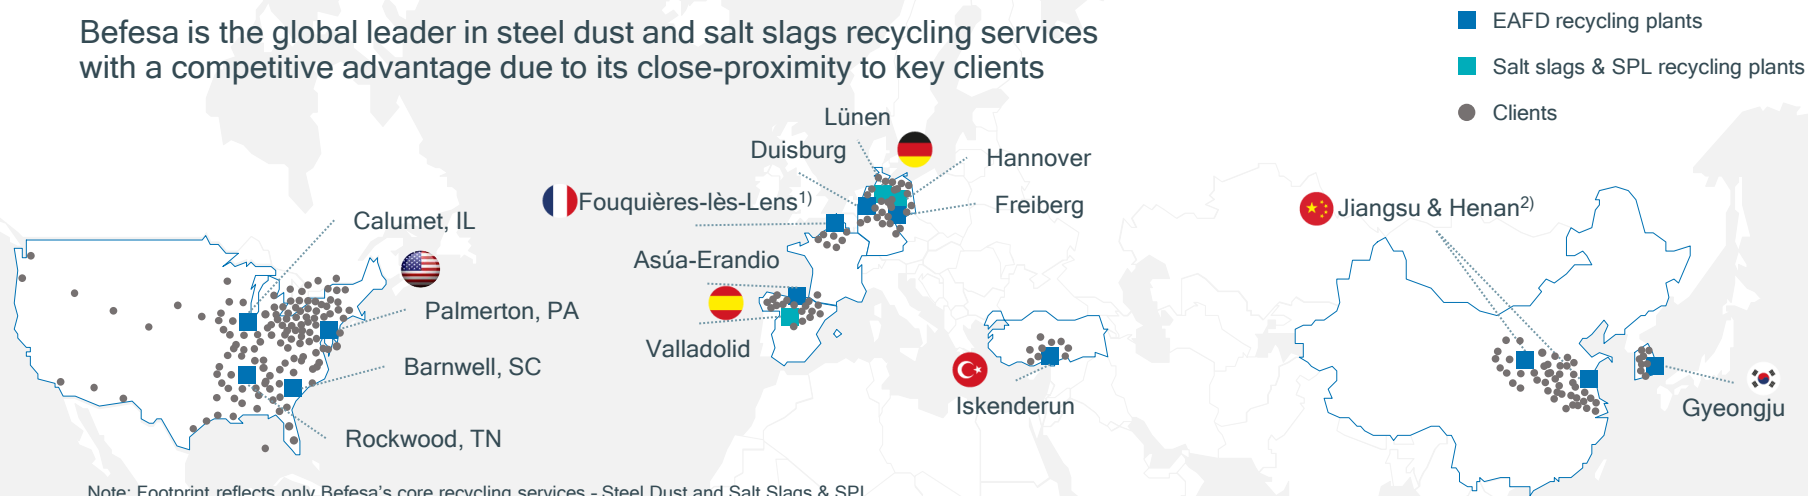 Befesa is the global leader in steel dust and salt slags recycling services
with a competitive advantage due to its close-proximity to key clients
EAFD recycling plants
Salt slags & SPL recycling plants
Clients
Lünen
Duisburg
Hannover
Fouquières-lès-Lens1)
Freiberg
Jiangsu & Henan2)
Calumet, IL
Asúa-Erandio
Palmerton, PA
Valladolid
Barnwell, SC
Iskenderun
Gyeongju
Rockwood, TN
Note: Footprint reflects only Befesa's core recycling services - Steel Dust and Salt Slags & SPL